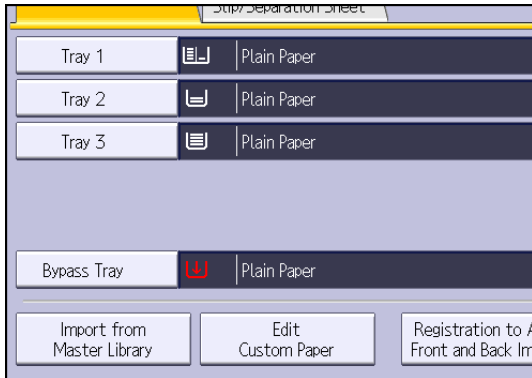 Slip/Separation Sheet
Tray 1 Plain Paper
Tray 2 Plain Paper
Tray 3 Plain Paper
Bypass Tray Plain Paper
Import from
Master Library
Edit
Custom Paper
Registration to
Front and Back